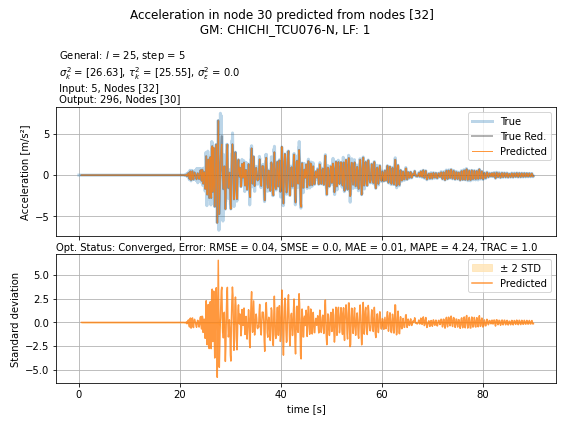 Acceleration in node 30 predicted from nodes [32]
GM: CHICHI_TCU076-N, LF: 1
General: l = 25, step = 5
σ²ₖ = [26.63], τ²ₖ = [25.55], σ²ε = 0.0
Input: 5, Nodes [32]
Output: 296, Nodes [30]
Acceleration [m/s²]
5
0
−5
True
True Red.
Predicted
Opt. Status: Converged, Error: RMSE = 0.04, SMSE = 0.0, MAE = 0.01, MAPE = 4.24, TRAC = 1.0
Standard deviation
5.0
2.5
0.0
−2.5
−5.0
± 2 STD
Predicted
0 20 40 60 80
time [s]